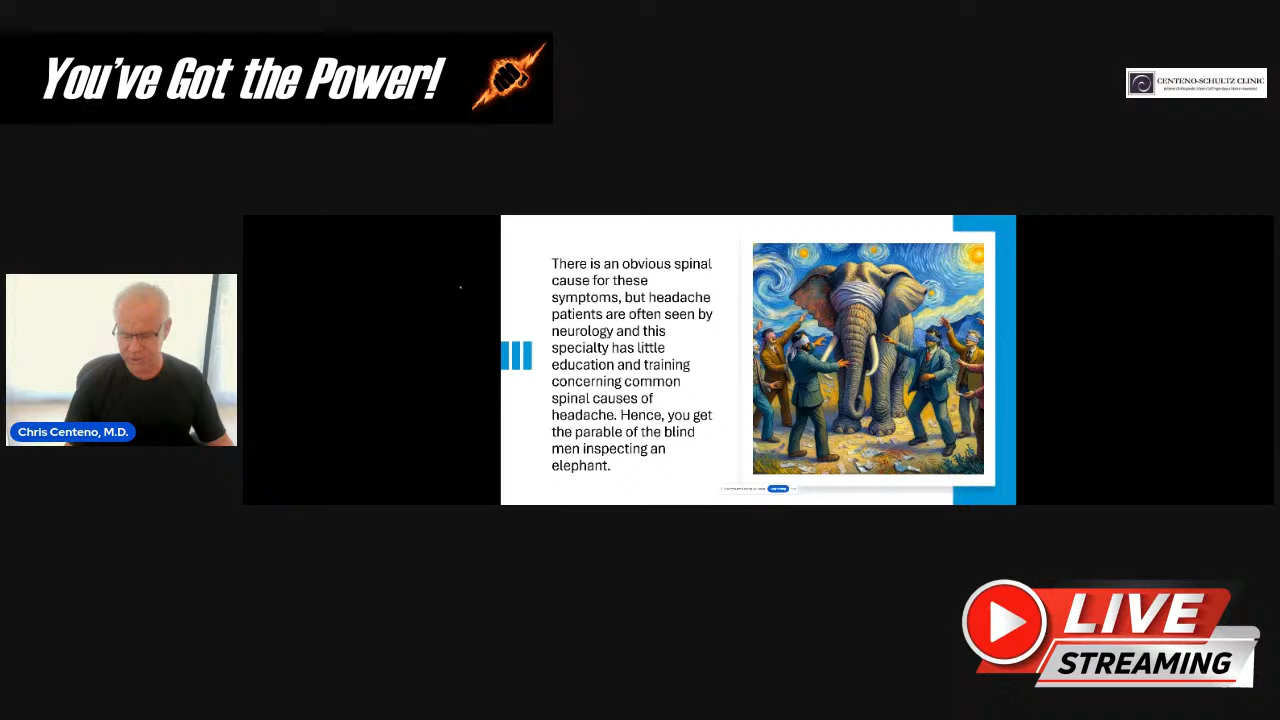 You've Got the Power!
CENTENO-SCHULTZ CLINIC
There is an obvious spinal
cause for these
symptoms, but headache
patients are often seen by
neurology and this
specialty has little
education and training
concerning common
spinal causes of
headache. Hence, you get
the parable of the blind
men inspecting an
elephant.
Chris Centeno, M.D.
LIVE
STREAMING